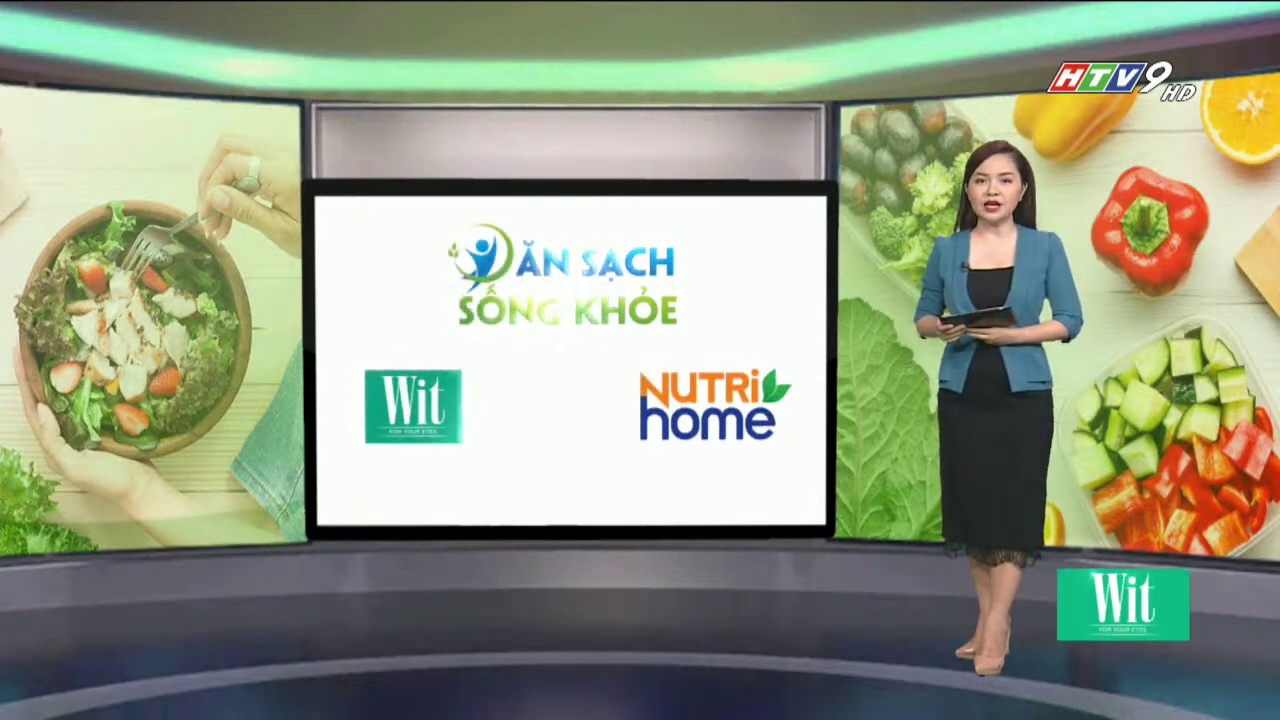 HTV9
HD
ĂN SẠCH
SỐNG KHỎE
Wit
FOR YOUR EYES
NUTRi
home
Wit
FOR YOUR EYES